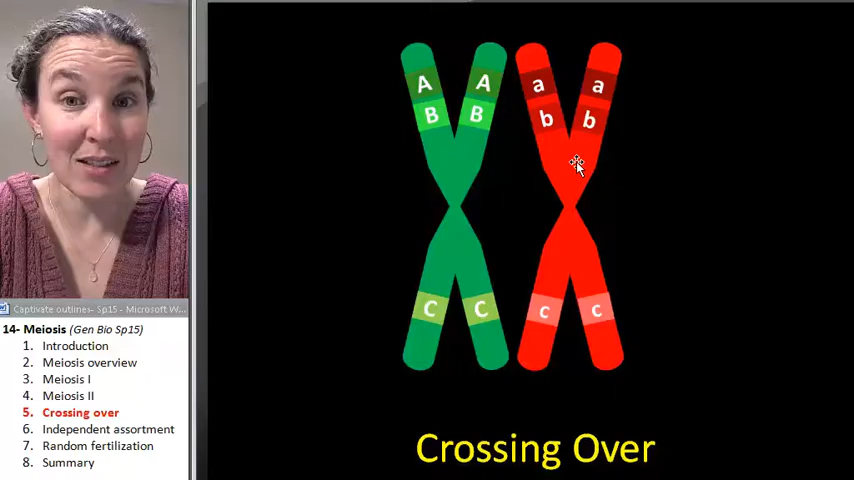 A A a a
B B b b
C C c c
Crossing Over
Captivate outlines- Sp15 - Microsoft W...
14- Meiosis (Gen Bio Sp15)
1. Introduction
2. Meiosis overview
3. Meiosis I
4. Meiosis II
5. Crossing over
6. Independent assortment
7. Random fertilization
8. Summary